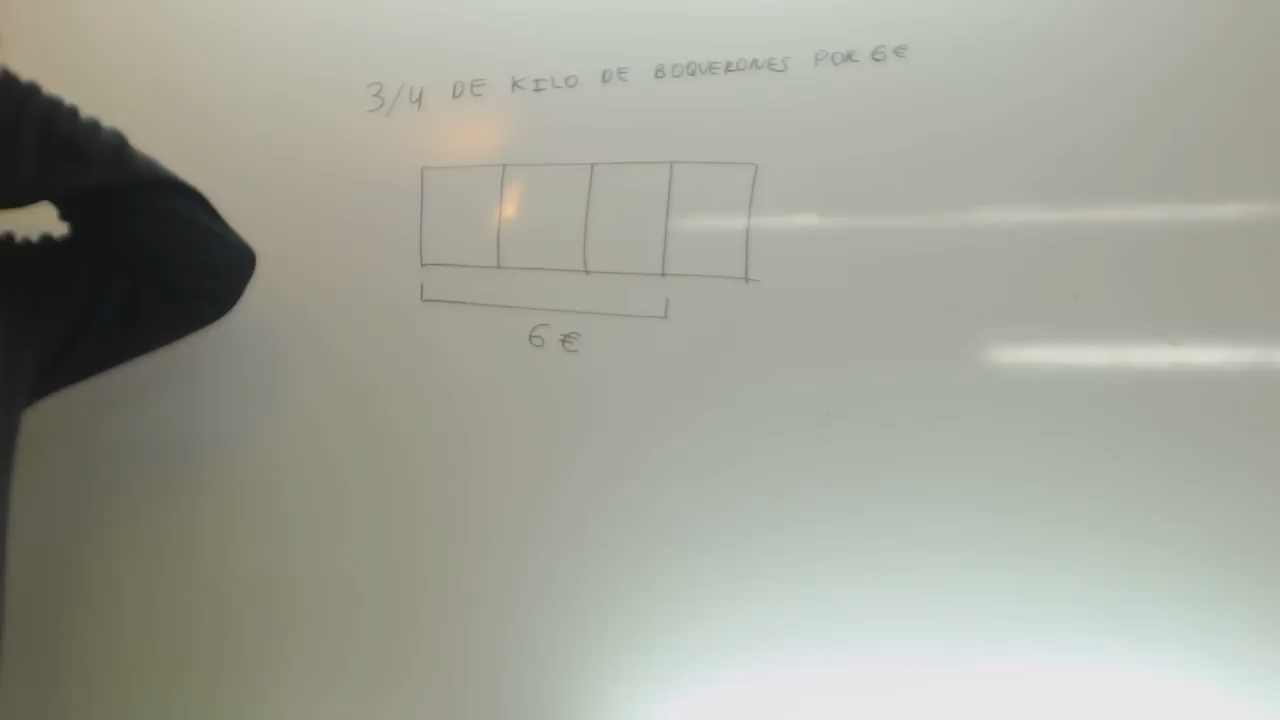 3/4 DE KILO DE BOQUERONES POR 6€
6 €